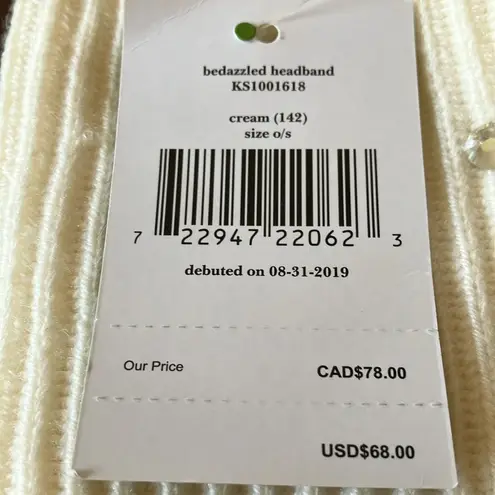 bedazzled headband
KS1001618
cream (142)
size o/s
7 22947 22062 3
debuted on 08-31-2019
Our Price CAD$78.00
USD$68.00